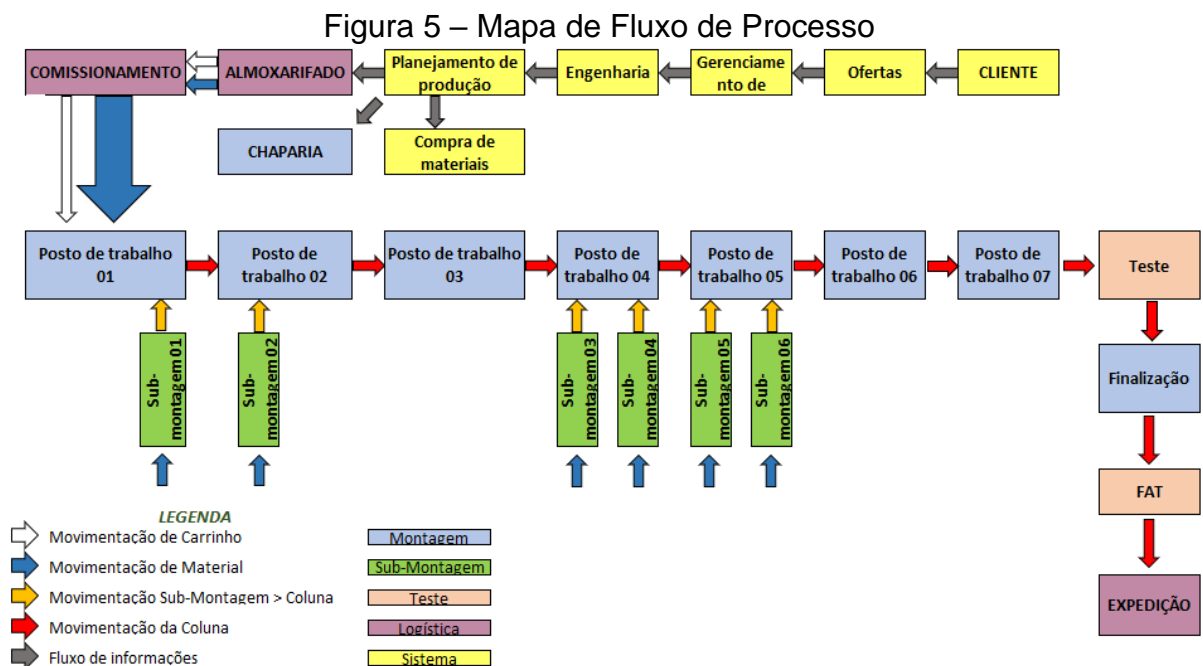 Figura 5 – Mapa de Fluxo de Processo
COMISSIONAMENTO
ALMOXARIFADO
Planejamento de
produção
Engenharia
Gerenciame
nto de
Ofertas
CLIENTE
CHAPARIA
Compra de
materiais
Posto de trabalho
01
Posto de
trabalho 02
Posto de trabalho
03
Posto de
trabalho 04
Posto de
trabalho 05
Posto de
trabalho 06
Posto de
trabalho 07
Teste
Sub-
montagem 01
Sub-
montagem 02
Sub-
montagem 03
Sub-
montagem 04
Sub-
montagem 05
Sub-
montagem 06
Finalização
FAT
EXPEDIÇÃO
LEGENDA
Movimentação de Carrinho
Montagem
Movimentação de Material
Sub-Montagem
Movimentação Sub-Montagem > Coluna
Teste
Movimentação da Coluna
Logística
Fluxo de informações
Sistema